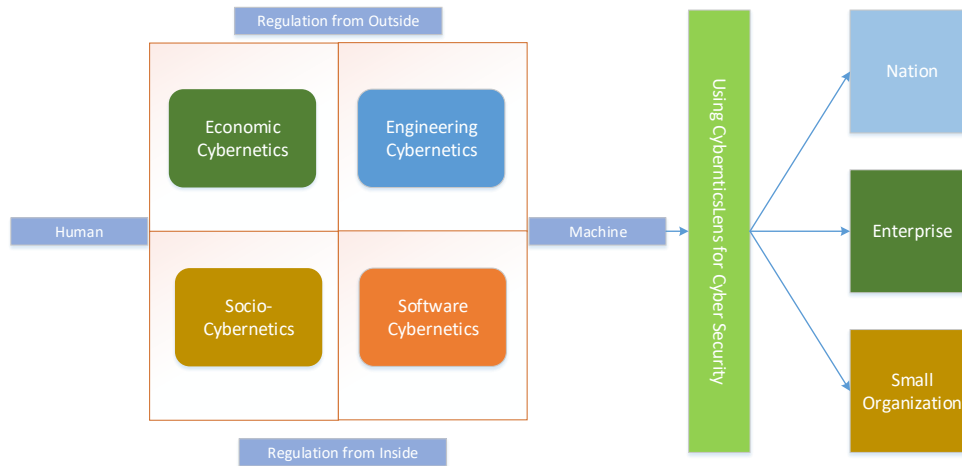 Regulation from Outside
Economic
Cybernetics
Engineering
Cybernetics
Human
Machine
Socio-
Cybernetics
Software
Cybernetics
Regulation from Inside
Using CybernticsLens for Cyber Security
Nation
Enterprise
Small
Organization